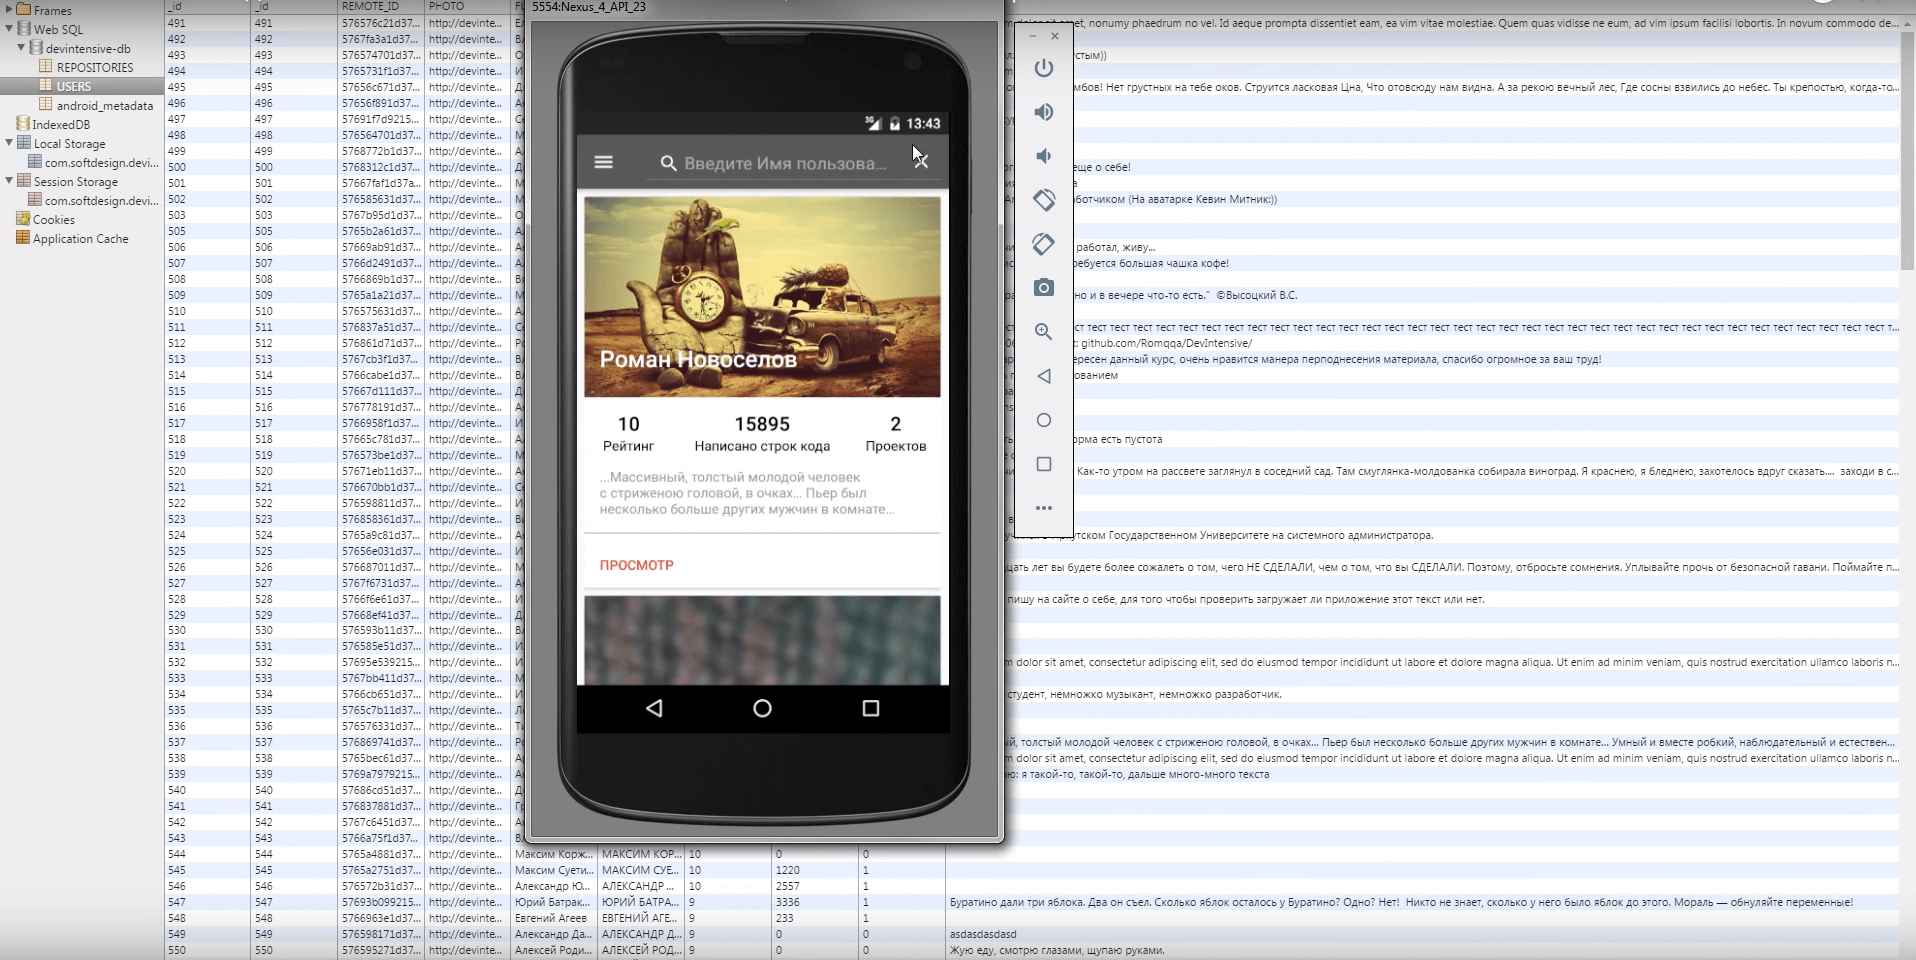 Frames
Web SQL
devintensive-db
REPOSITORIES
USERS
android_metadata
IndexedDB
Local Storage
com.softdesign.devi...
Session Storage
com.softdesign.devi...
Cookies
Application Cache
_id _id REMOTE_ID PHOTO
491 491 576576c21d37... http://devinte...
492 492 5767fa3a1d37... http://devinte...
493 493 576574701d37... http://devinte...
494 494 5765731f1d37... http://devinte...
495 495 57656c671d37... http://devinte...
496 496 57656f891d37... http://devinte...
497 497 57691f7d9215... http://devinte...
498 498 576564701d37... http://devinte...
499 499 5768772b1d37... http://devinte...
500 500 5768312c1d37... http://devinte...
501 501 57667faf1d37a... http://devinte...
502 502 576585631d37... http://devinte...
503 503 5767b95d1d37... http://devinte...
505 505 5765b2a61d37... http://devinte...
506 506 57669ab91d37... http://devinte...
507 507 5766d2491d37... http://devinte...
508 508 5766869b1d37... http://devinte...
509 509 5765a1a21d37... http://devinte...
510 510 576575631d37... http://devinte...
511 511 576837a51d37... http://devinte...
512 512 576861d71d37... http://devinte...
513 513 5767cb3f1d37... http://devinte...
514 514 5766cabe1d37... http://devinte...
515 515 57667d111d37... http://devinte...
516 516 576778191d37... http://devinte...
517 517 5766958f1d37... http://devinte...
518 518 57665c781d37... http://devinte...
519 519 576573be1d37... http://devinte...
520 520 57671eb11d37... http://devinte...
521 521 576670bb1d37... http://devinte...
522 522 576598811d37... http://devinte...
523 523 576858361d37... http://devinte...
524 524 5765a9c81d37... http://devinte...
525 525 57656e031d37... http://devinte...
526 526 576687011d37... http://devinte...
527 527 5767f6731d37... http://devinte...
528 528 5766f6e61d37... http://devinte...
529 529 57668ef41d37... http://devinte...
530 530 576593b11d37... http://devinte...
531 531 576585e51d37... http://devinte...
532 532 57695e539215... http://devinte...
533 533 5767bb411d37... http://devinte...
534 534 5766cb651d37... http://devinte...
535 535 5765c7b11d37... http://devinte...
536 536 576576331d37... http://devinte...
537 537 576869741d37... http://devinte...
538 538 5765bec61d37... http://devinte...
539 539 5769a7979215... http://devinte...
540 540 57686cd51d37... http://devinte...
541 541 576837881d37... http://devinte...
542 542 5767c6451d37... http://devinte...
543 543 5766a75f1d37... http://devinte...
544 544 5765a4881d37... http://devinte... Максим Корж... МАКСИМ КОР... 10 0 0
545 545 5765a2751d37... http://devinte... Максим Суети... МАКСИМ СУЕ... 10 1220 1
546 546 576572b31d37... http://devinte... Александр Ю... АЛЕКСАНДР ... 10 2557 1
547 547 57693b099215... http://devinte... Юрий Батрак... ЮРИЙ БАТРА... 9 3336 1 Буратино дали три яблока. Два он съел. Сколько яблок осталось у Буратино? Одно? Нет! Никто не знает, сколько у него было яблок до этого. Мораль — обнуляйте переменные!
548 548 5766963e1d37... http://devinte... Евгений Агеев ЕВГЕНИЙ АГЕ... 9 233 1
549 549 576598171d37... http://devinte... Александр Да... АЛЕКСАНДР Д... 9 0 0 asdasdasdasd
550 550 576595271d37... http://devinte... Алексей Роди... АЛЕКСЕЙ РОД... 9 0 0 Жую еду, смотрю глазами, щупаю руками.
5554:Nexus_4_API_23
3G 13:43
Введите Имя пользова...
Роман Новоселов
10 15895 2
Рейтинг Написано строк кода Проектов
...Массивный, толстый молодой человек
с стриженою головой, в очках... Пьер был
несколько больше других мужчин в комнате...
ПРОСМОТР
dolor sit amet, nonumy phaedrum no vel. Id aeque prompta dissentiet eam, ea vim vitae molestiae. Quem quas vidisse ne eum, ad vim ipsum facilisi lobortis. In novum commodo de...
Нет грустных на тебе оков. Струится ласковая Цна, Что отовсюду нам видна. А за рекою вечный лес, Где сосны взвились до небес. Ты крепостью, когда-то...
еще о себе!
(На аватарке Кевин Митник:))
работал, живу...
большая чашка кофе!
но и в вечере что-то есть." ©Высоцкий В.С.
тест тест тест тест тест тест тест тест тест тест тест тест тест тест тест тест тест тест тест тест тест тест тест тест тест тест тест тест т...
github.com/Romqqa/DevIntensive/
данный курс, очень нравится манера перподнесения материала, спасибо огромное за ваш труд!
есть пустота
Как-то утром на рассвете заглянул в соседний сад. Там смуглянка-молдованка собирала виноград. Я краснею, я бледнею, захотелось вдруг сказать.... заходи в с...
Государственном Университете на системного администратора.
лет вы будете более сожалеть о том, чего НЕ СДЕЛАЛИ, чем о том, что вы СДЕЛАЛИ. Поэтому, отбросьте сомнения. Уплывайте прочь от безопасной гавани. Поймайте п...
пишу на сайте о себе, для того чтобы проверить загружает ли приложение этот текст или нет.
dolor sit amet, consectetur adipiscing elit, sed do eiusmod tempor incididunt ut labore et dolore magna aliqua. Ut enim ad minim veniam, quis nostrud exercitation ullamco laboris n...
студент, немножко музыкант, немножко разработчик.
толстый молодой человек с стриженою головой, в очках... Пьер был несколько больше других мужчин в комнате... Умный и вместе робкий, наблюдательный и естествен...
dolor sit amet, consectetur adipiscing elit, sed do eiusmod tempor incididunt ut labore et dolore magna aliqua. Ut enim ad minim veniam, quis nostrud exercitation ullamco laboris n...
я такой-то, такой-то, дальше много-много текста